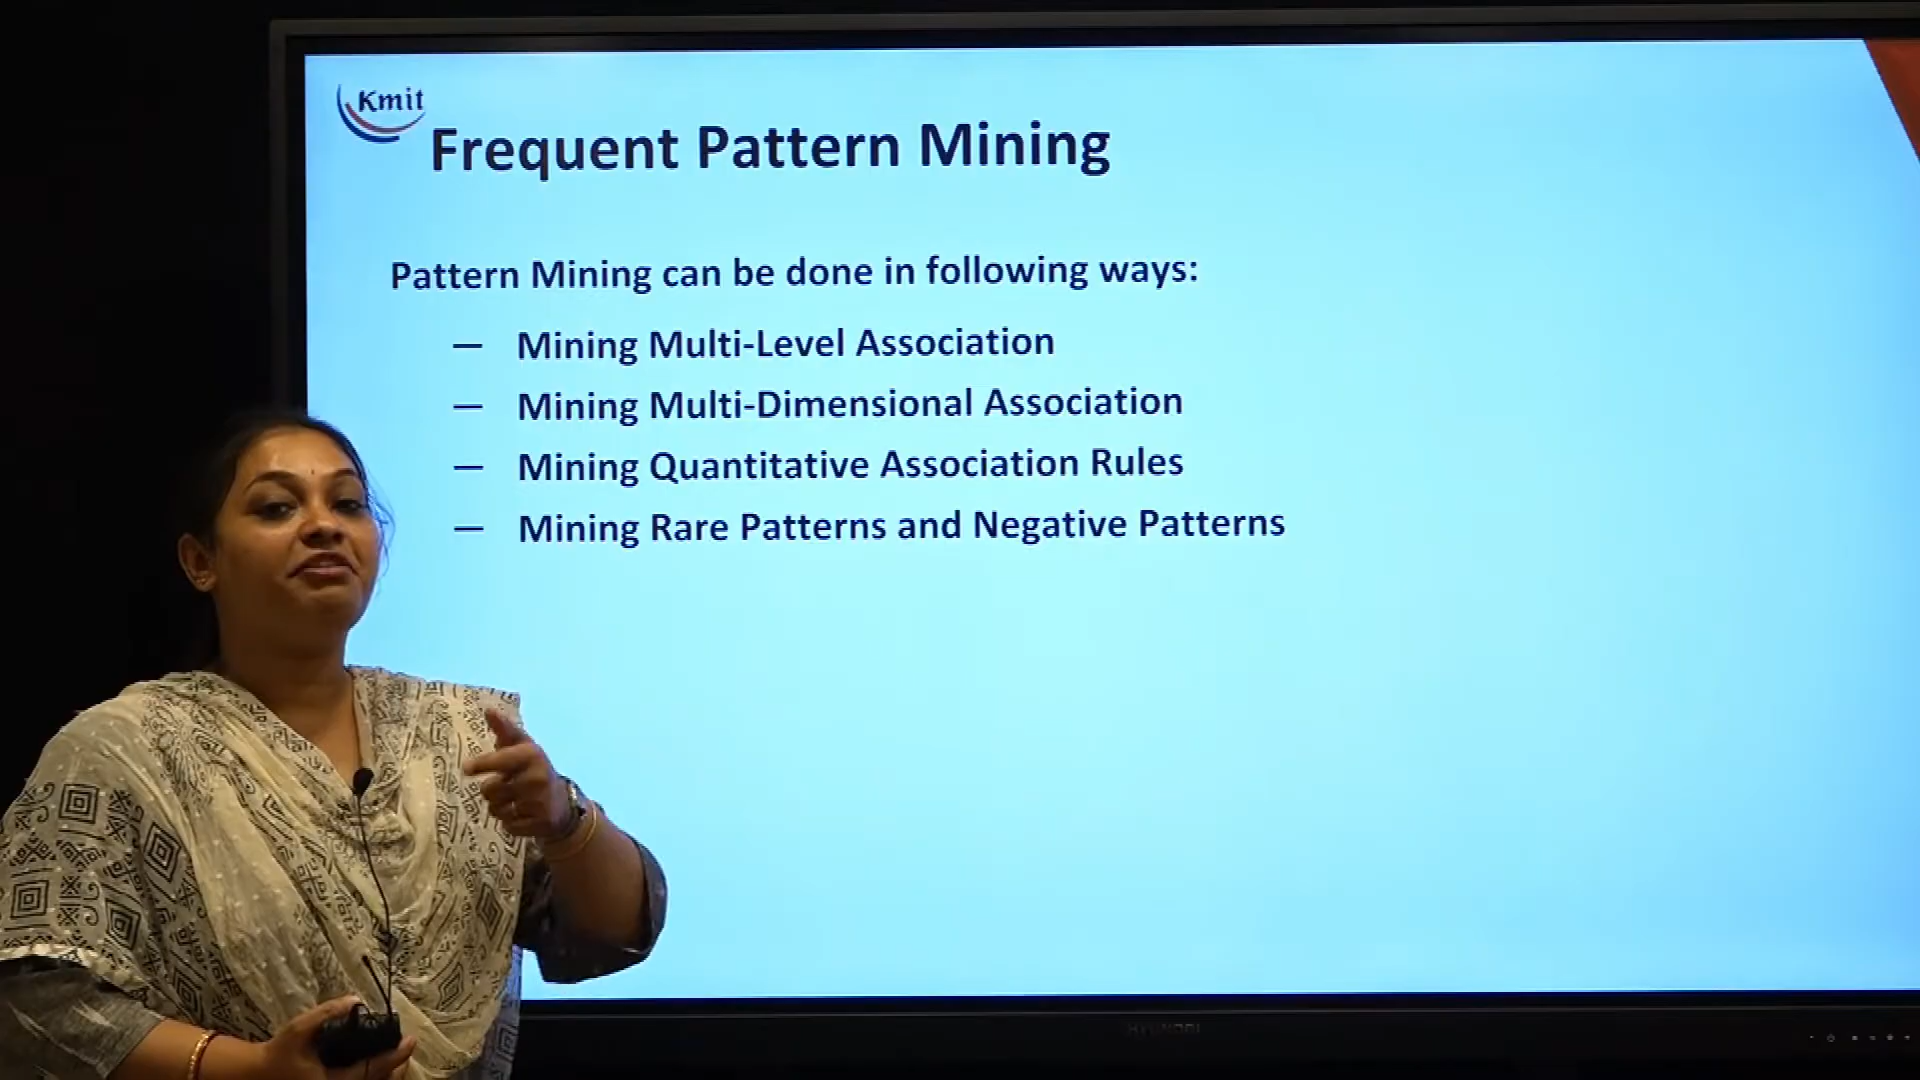 Kmit
Frequent Pattern Mining
Pattern Mining can be done in following ways:
— Mining Multi-Level Association
— Mining Multi-Dimensional Association
— Mining Quantitative Association Rules
— Mining Rare Patterns and Negative Patterns
HYUNDAI